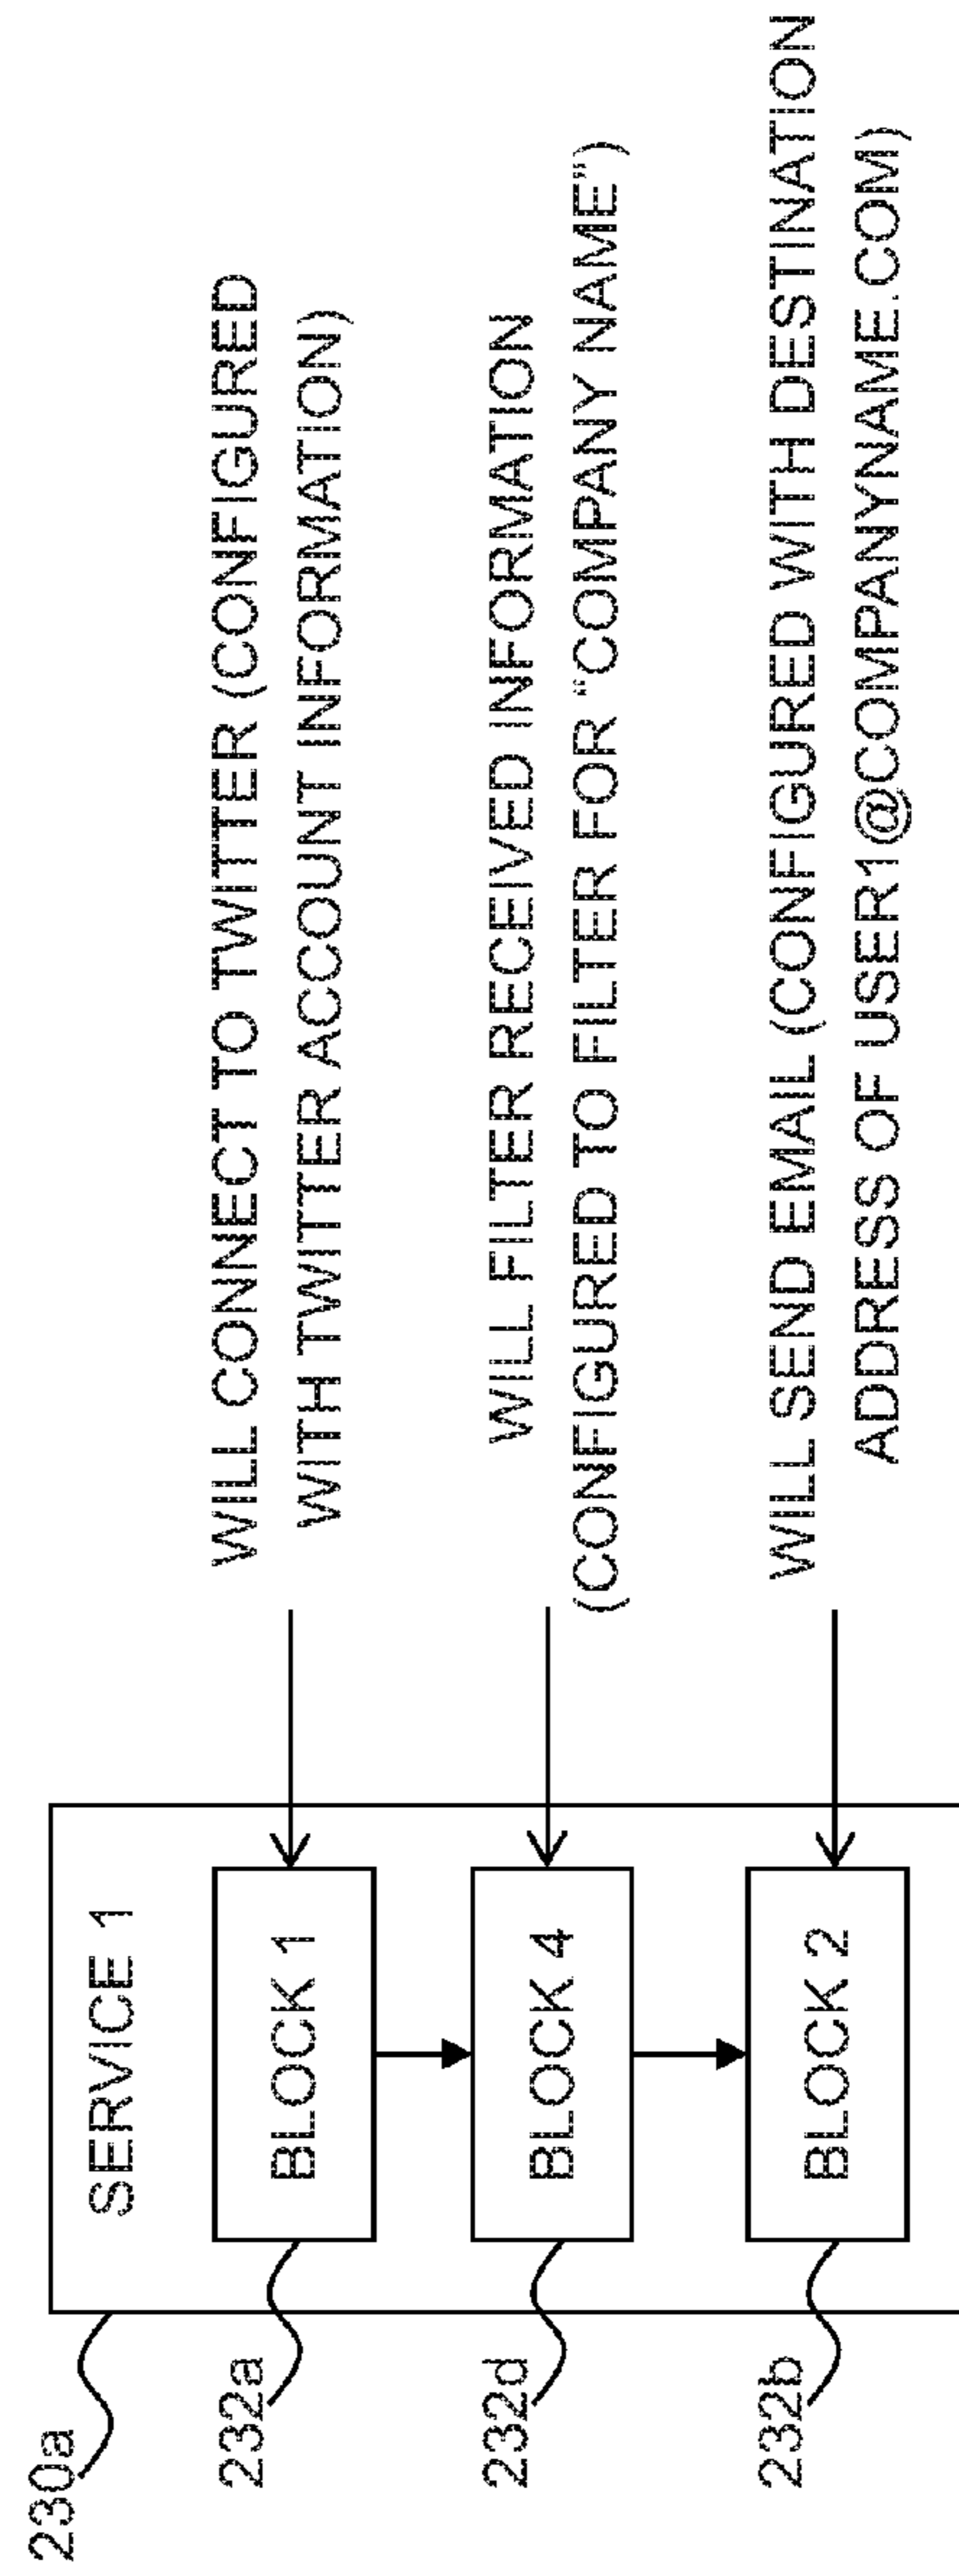 230a
SERVICE 1
232a
BLOCK 1
WILL CONNECT TO TWITTER (CONFIGURED
WITH TWITTER ACCOUNT INFORMATION)
232d
BLOCK 4
WILL FILTER RECEIVED INFORMATION
(CONFIGURED TO FILTER FOR "COMPANY NAME")
232b
BLOCK 2
WILL SEND EMAIL (CONFIGURED WITH DESTINATION
ADDRESS OF USER1@COMPANYNAME.COM)